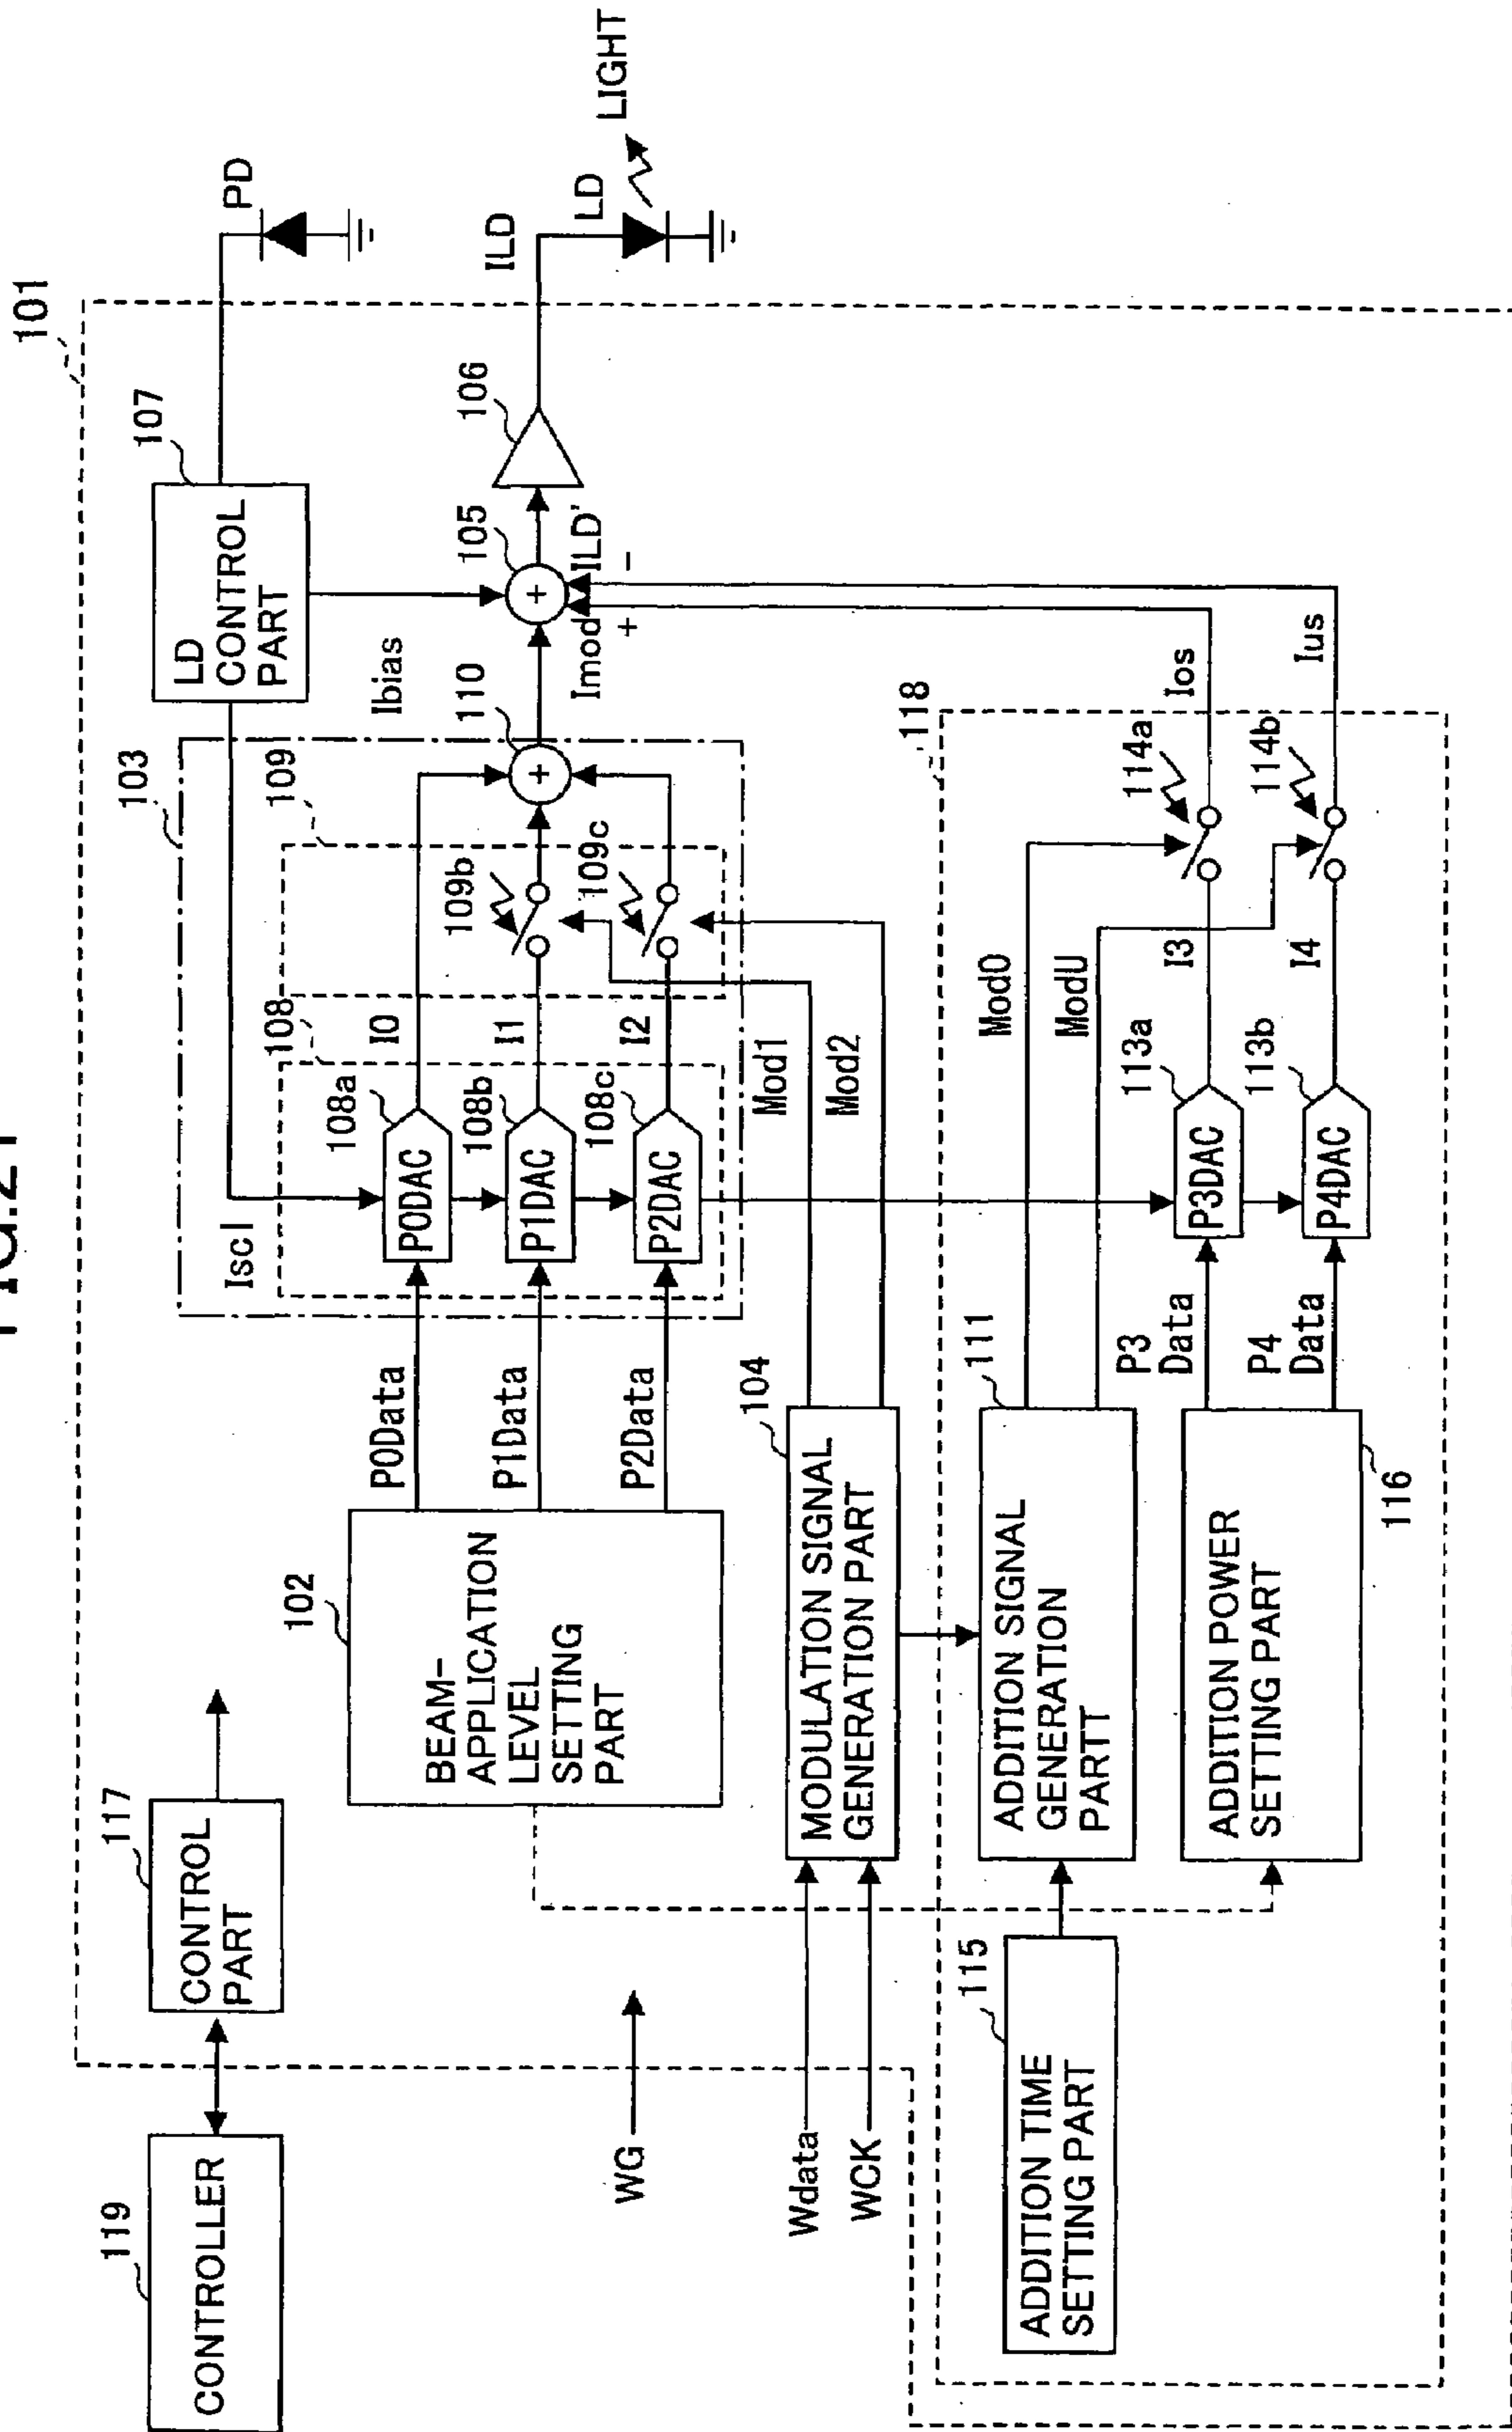 FIG.21
101
119
CONTROLLER
117
CONTROL
PART
107
LD
CONTROL
PART
PD
103
Iscl
Ibias
102
BEAM-
APPLICATION
LEVEL
SETTING
PART
P0Data
P1Data
P2Data
108
108a
P0DAC
108b
P1DAC
108c
P2DAC
I0
I1
I2
109
109b
109c
110
+
Imod
105
+
ILD'
+
-
106
ILD
LD
LIGHT
WG
Wdata
WCK
104
MODULATION SIGNAL
GENERATION PART
Mod1
Mod2
118
115
ADDITION TIME
SETTING PART
111
ADDITION SIGNAL
GENERATION
PARTT
ModO
ModU
116
ADDITION POWER
SETTING PART
P3
Data
P4
Data
113a
P3DAC
113b
P4DAC
I3
I4
114a
114b
Ios
Ius